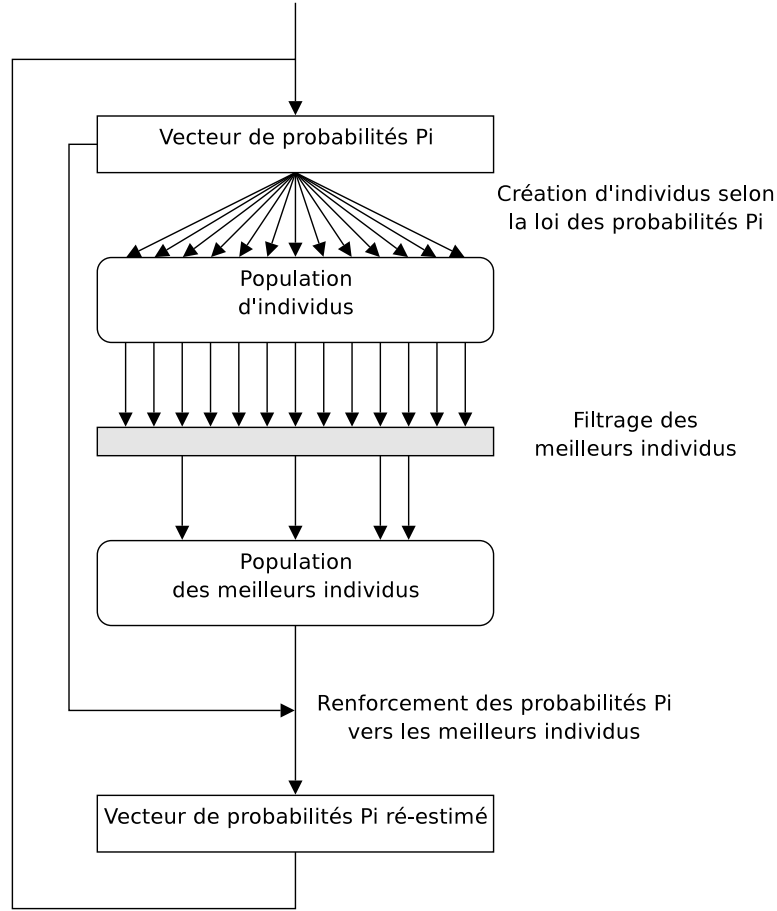 Vecteur de probabilités Pi
Création d'individus selon
la loi des probabilités Pi
Population
d'individus
Filtrage des
meilleurs individus
Population
des meilleurs individus
Renforcement des probabilités Pi
vers les meilleurs individus
Vecteur de probabilités Pi ré-estimé